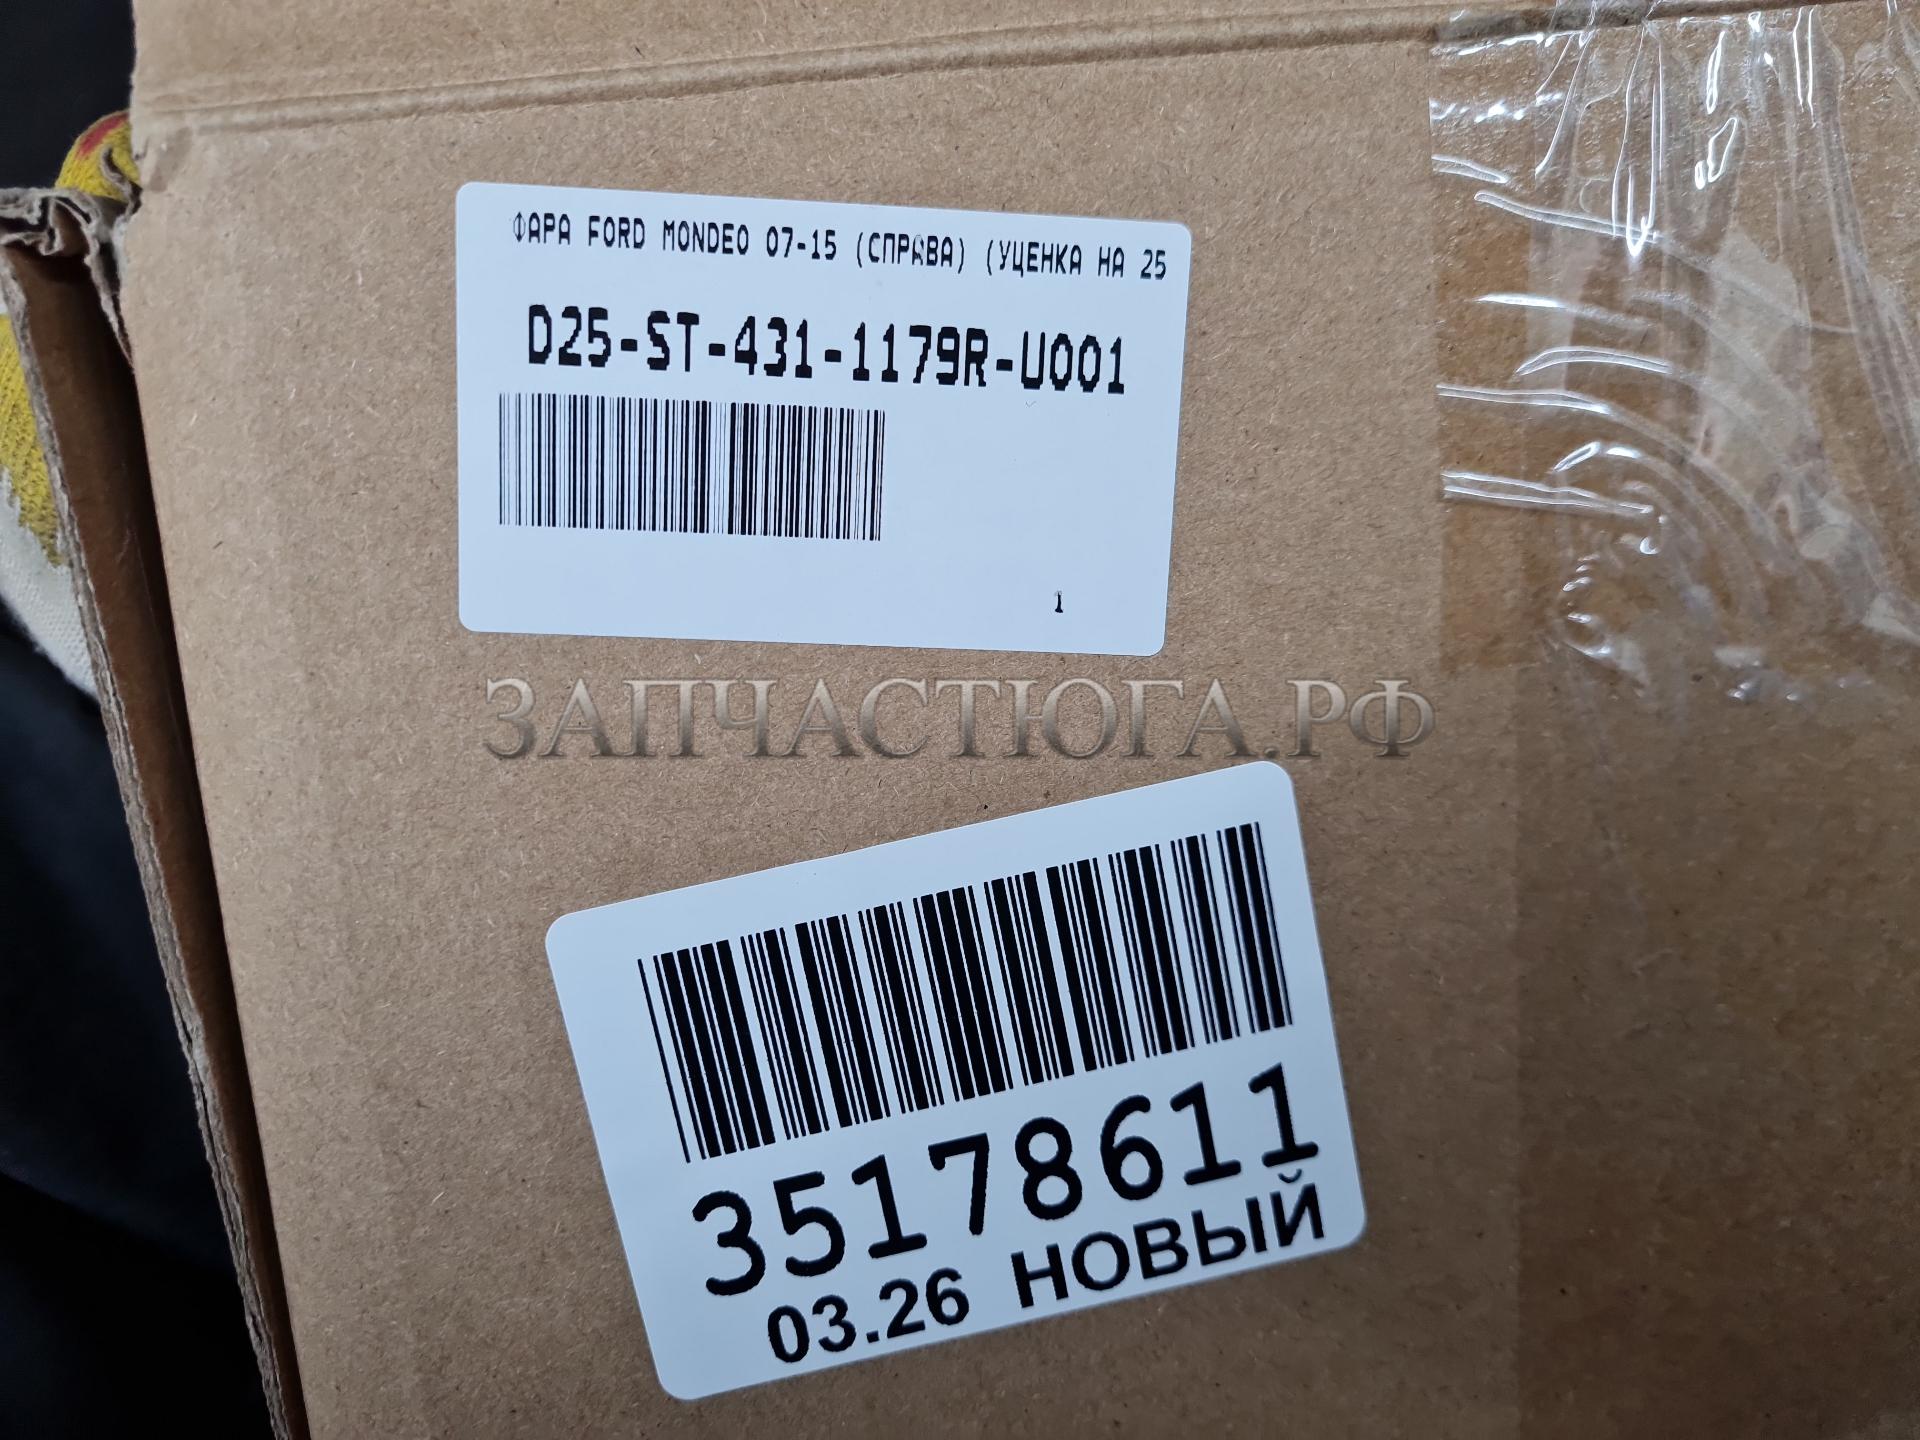 ФАРА FORD MONDEO 07-15 (СПРАВА) (УЦЕНКА НА 25
D25-ST-431-1179R-U001
1
ЗАПЧАСТЮГА.РФ
35178611
03.26 НОВЫЙ